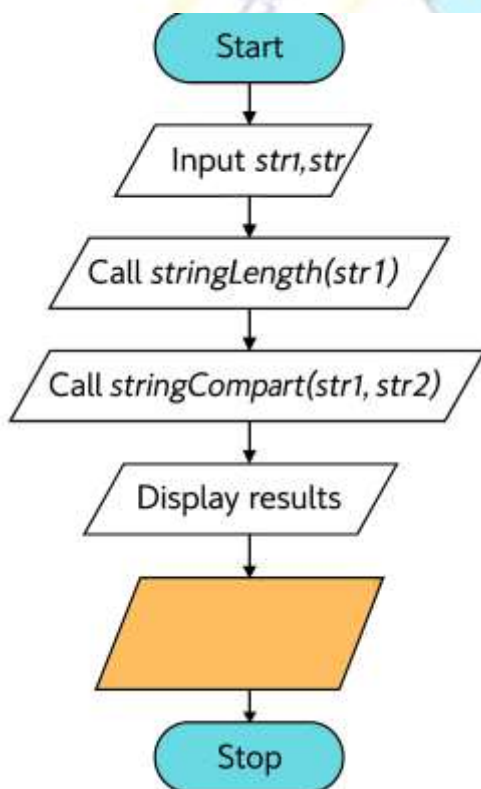 Start
Input str1,str
Call stringLength(str1)
Call stringCompart(str1, str2)
Display results
Stop